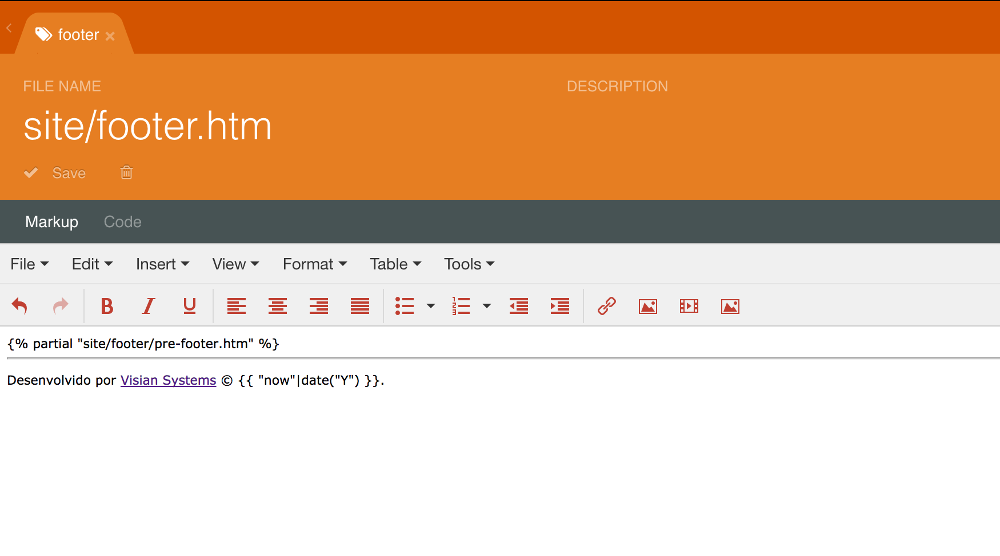 footer
FILE NAME
DESCRIPTION
site/footer.htm
Save
Markup Code
File Edit Insert View Format Table Tools
B I U
{% partial "site/footer/pre-footer.htm" %}
Desenvolvido por Visian Systems © {{ "now"|date("Y") }}.